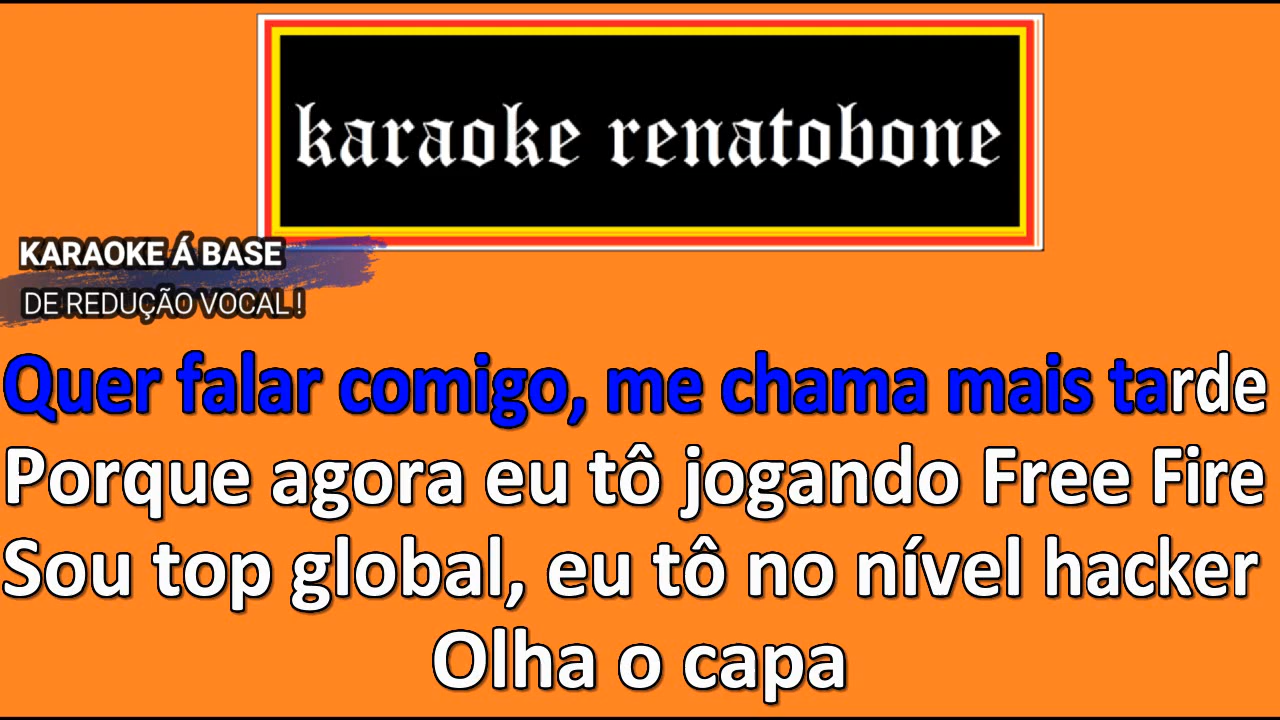 karaoke renatobone
KARAOKE Á BASE
DE REDUÇÃO VOCAL !
Quer falar comigo, me chama mais tarde
Porque agora eu tô jogando Free Fire
Sou top global, eu tô no nível hacker
Olha o capa